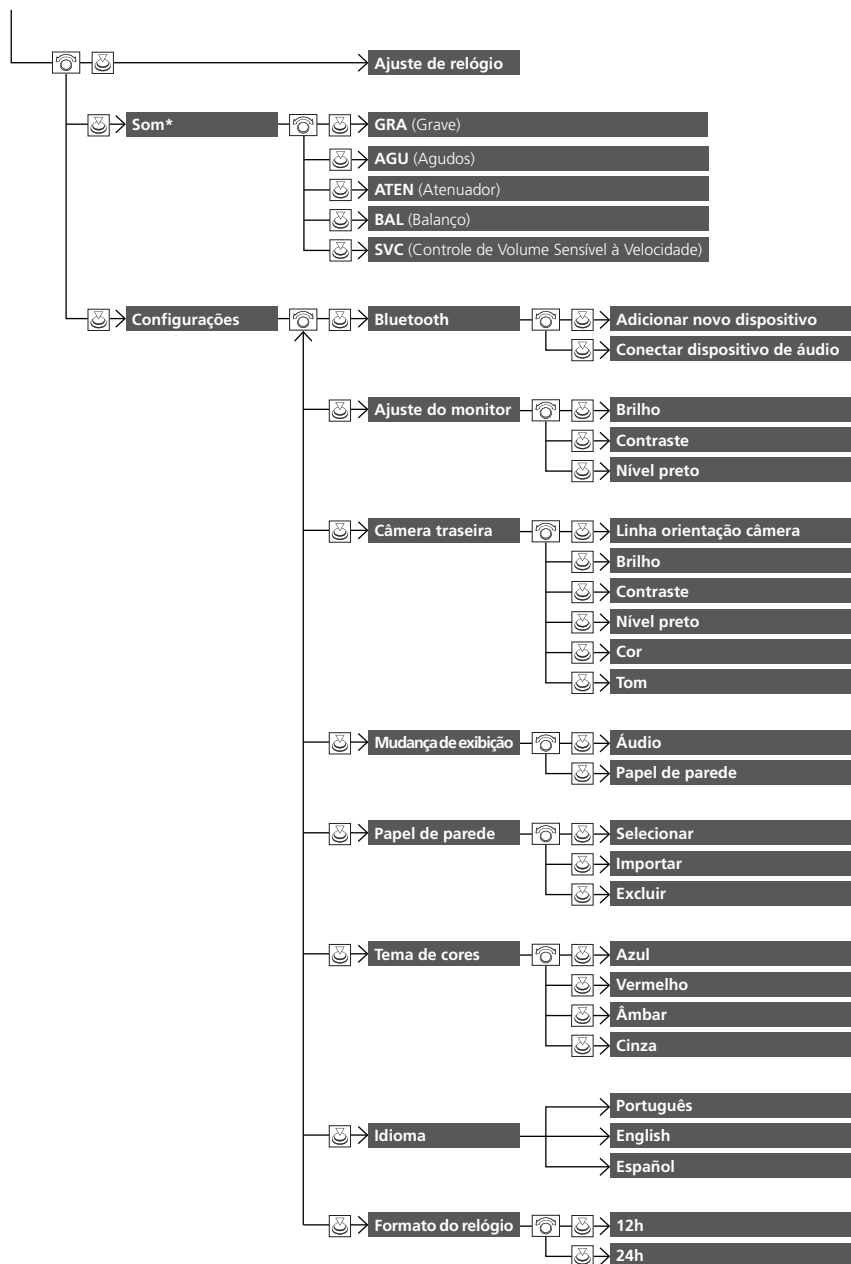 Ajuste de relógio
Som*
GRA (Grave)
AGU (Agudos)
ATEN (Atenuador)
BAL (Balanço)
SVC (Controle de Volume Sensível à Velocidade)
Configurações
Bluetooth
Adicionar novo dispositivo
Conectar dispositivo de áudio
Ajuste do monitor
Brilho
Contraste
Nível preto
Câmera traseira
Linha orientação câmera
Brilho
Contraste
Nível preto
Cor
Tom
Mudança de exibição
Áudio
Papel de parede
Papel de parede
Selecionar
Importar
Excluir
Tema de cores
Azul
Vermelho
Âmbar
Cinza
Idioma
Português
English
Español
Formato do relógio
12h
24h